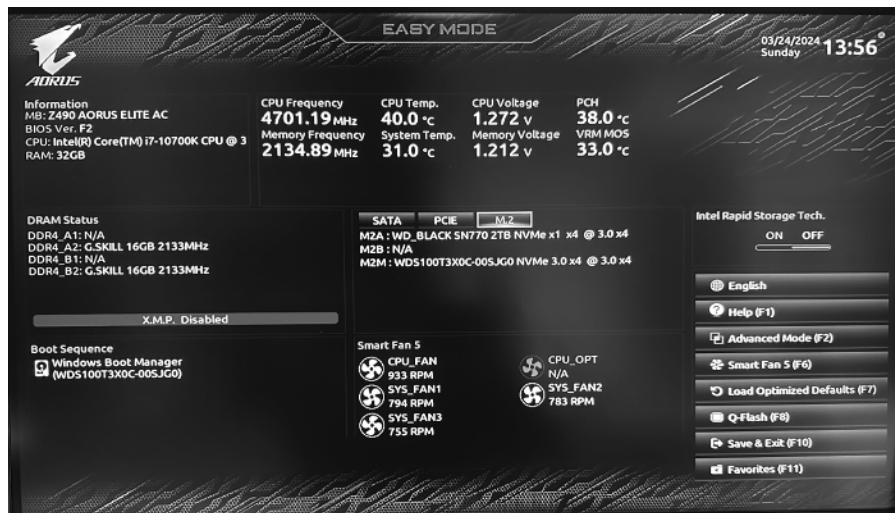 EASY MODE
AORUS
03/24/2024
Sunday
13:56
Information
MB: Z490 AORUS ELITE AC
BIOS Ver. F2
CPU: Intel(R) Core(TM) i7-10700K CPU @ 3
RAM: 32GB
CPU Frequency
4701.19 MHz
Memory Frequency
2134.89 MHz
CPU Temp.
40.0 °C
System Temp.
31.0 °C
CPU Voltage
1.272 V
Memory Voltage
1.212 V
PCH
38.0 °C
VRM MOS
33.0 °C
DRAM Status
DDR4_A1: N/A
DDR4_A2: G.SKILL 16GB 2133MHz
DDR4_B1: N/A
DDR4_B2: G.SKILL 16GB 2133MHz
X.M.P. Disabled
SATA PCIE M.2
M2A : WD_BLACK SN770 2TB NVMe x1 x4 @ 3.0 x4
M2B : N/A
M2M : WDS100T3X0C-00SJG0 NVMe 3.0 x4 @ 3.0 x4
Intel Rapid Storage Tech.
ON OFF
English
Help (F1)
Advanced Mode (F2)
Smart Fan 5 (F6)
Load Optimized Defaults (F7)
Q-Flash (F8)
Save & Exit (F10)
Favorites (F11)
Boot Sequence
Windows Boot Manager
(WDS100T3X0C-00SJG0)
Smart Fan 5
CPU_FAN
933 RPM
SYS_FAN1
794 RPM
SYS_FAN3
755 RPM
CPU_OPT
N/A
SYS_FAN2
783 RPM